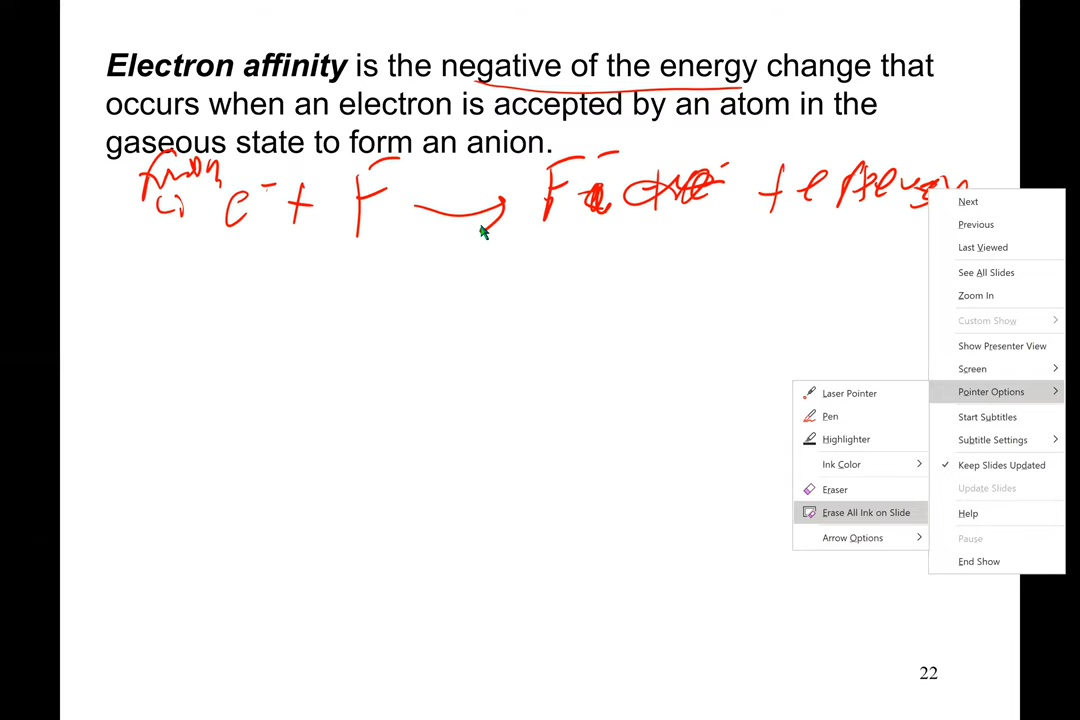 Electron affinity is the negative of the energy change that
occurs when an electron is accepted by an atom in the
gaseous state to form an anion.
e⁻ + F → F⁻
Next
Previous
Last Viewed
See All Slides
Zoom In
Custom Show
Show Presenter View
Screen
Pointer Options
Start Subtitles
Subtitle Settings
Keep Slides Updated
Update Slides
Help
Pause
End Show
Laser Pointer
Pen
Highlighter
Ink Color
Eraser
Erase All Ink on Slide
Arrow Options
22